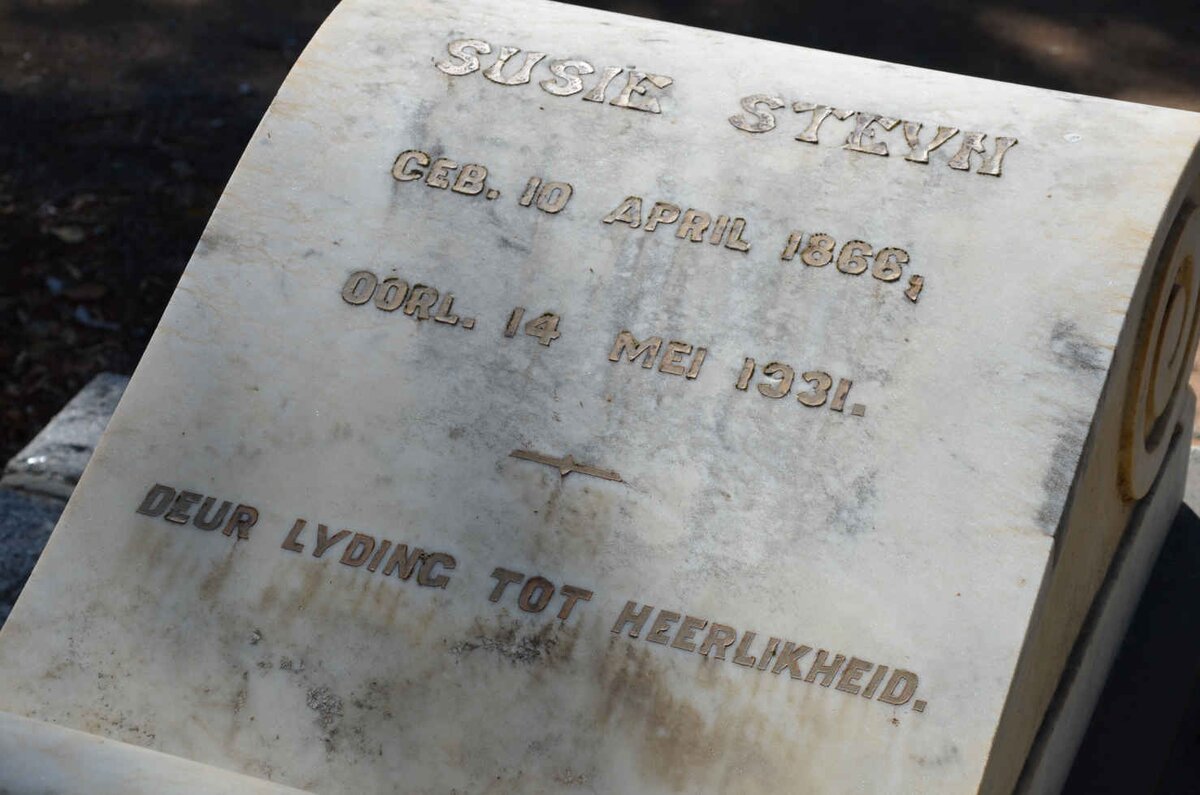 SUSIE STEYN
GEB. 10 APRIL 1866,
OORL. 14 MEI 1931.
DEUR LYDING TOT HEERLIKHEID.